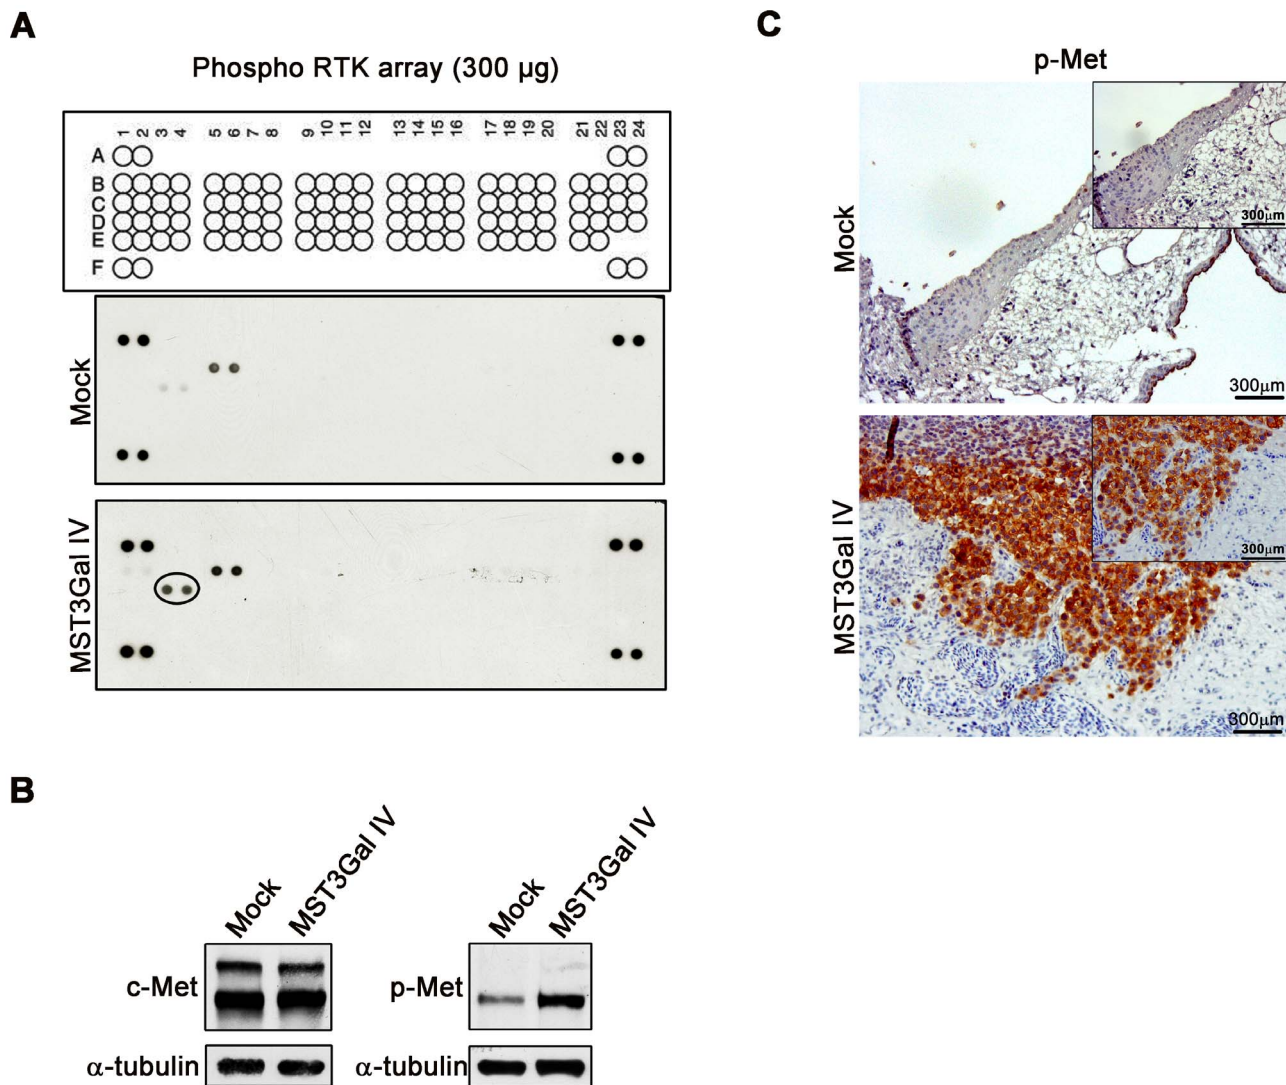 A
Phospho RTK array (300 µg)
1 2 3 4 5 6 7 8 9 10 11 12 13 14 15 16 17 18 19 20 21 22 23 24
A
B
C
D
E
F
Mock
MST3Gal IV
B
Mock MST3Gal IV
c-Met
α-tubulin
Mock MST3Gal IV
p-Met
α-tubulin
C
p-Met
Mock
300µm
300µm
MST3Gal IV
300µm
300µm